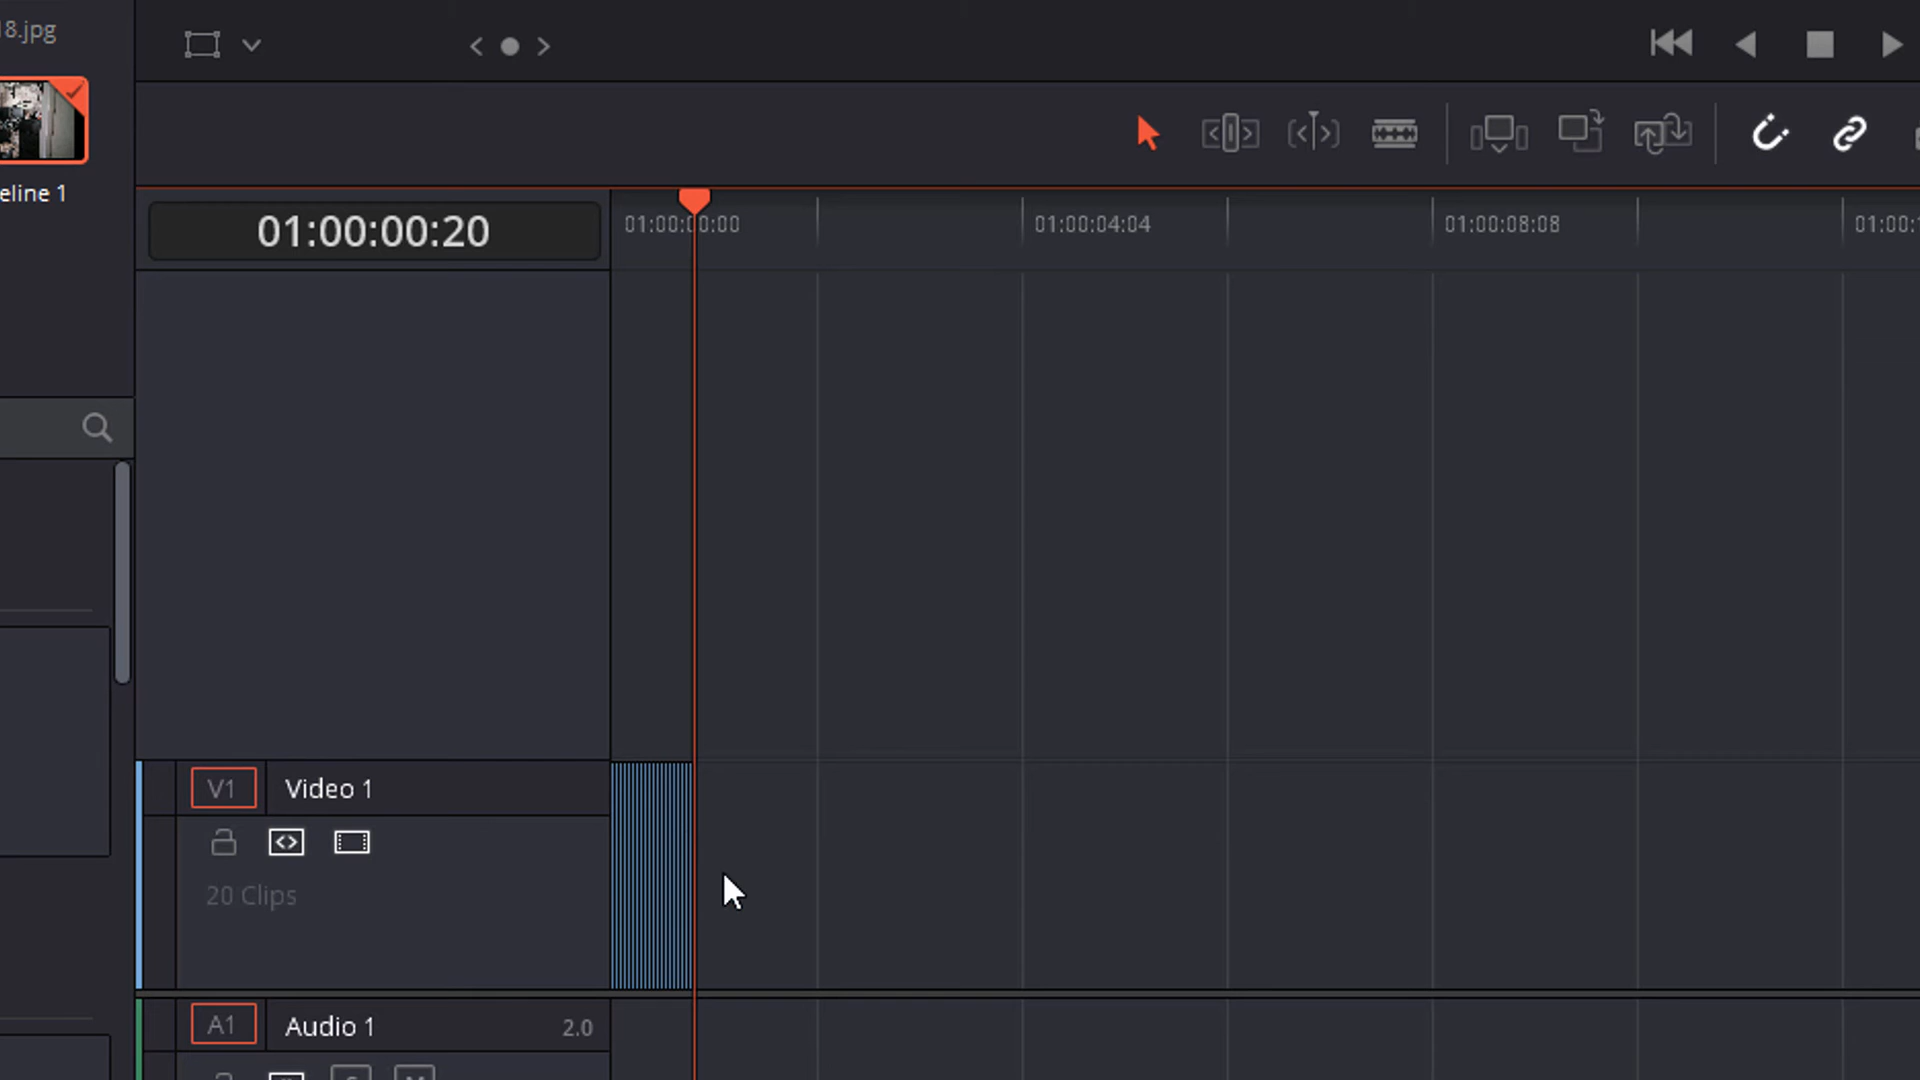 8.jpg
eline 1
01:00:00:20
01:00:00:00
01:00:04:04
01:00:08:08
01:00:
V1
Video 1
20 Clips
A1
Audio 1
2.0